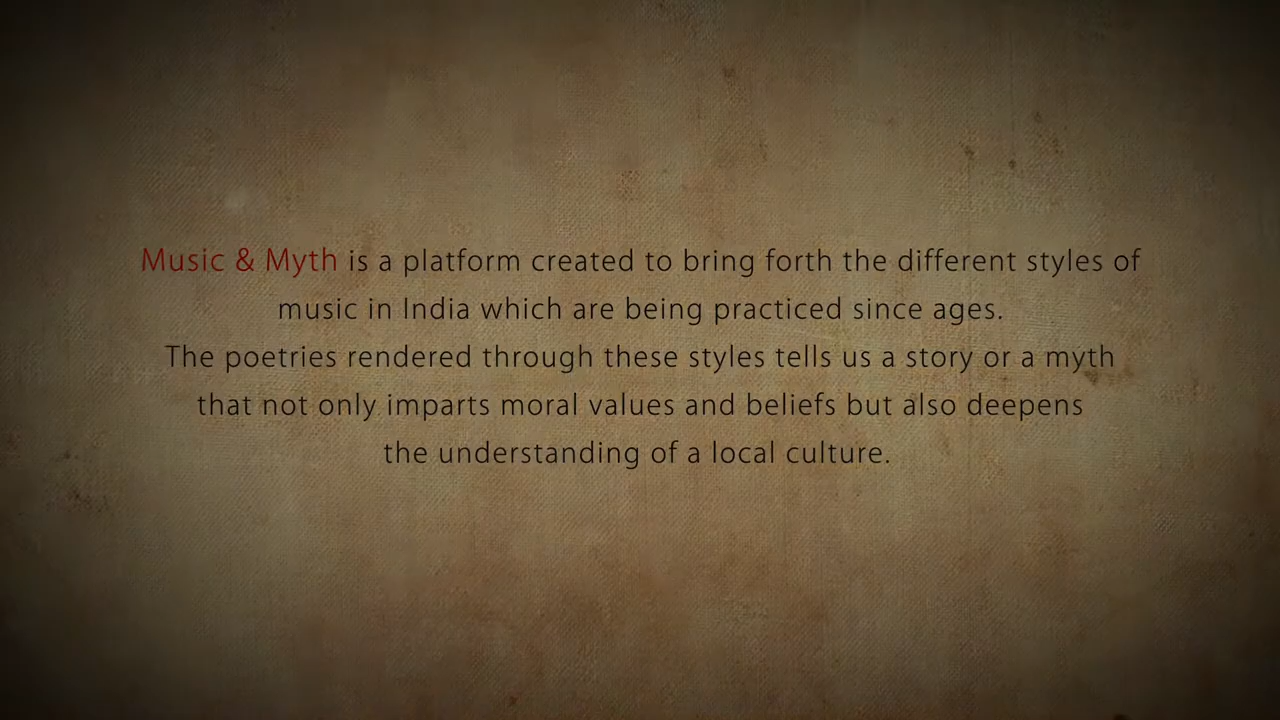 Music & Myth is a platform created to bring forth the different styles of
music in India which are being practiced since ages.
The poetries rendered through these styles tells us a story or a myth
that not only imparts moral values and beliefs but also deepens
the understanding of a local culture.